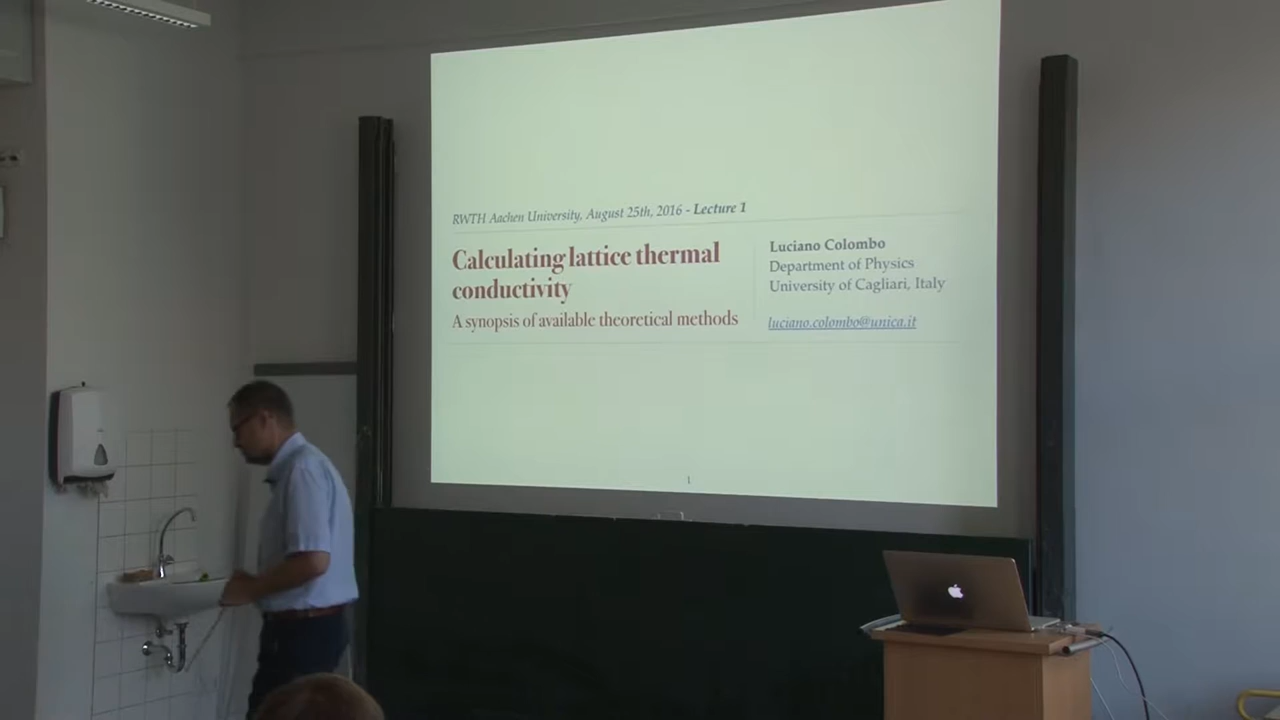 RWTH Aachen University, August 25th, 2016 - Lecture 1
Calculating lattice thermal
conductivity
A synopsis of available theoretical methods
Luciano Colombo
Department of Physics
University of Cagliari, Italy
luciano.colombo@unica.it
1